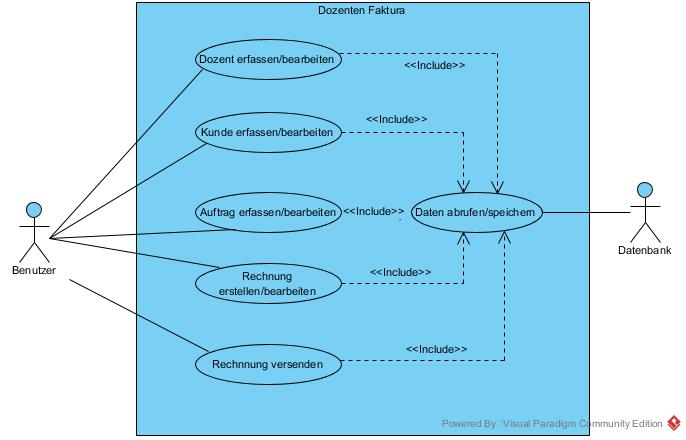 Dozenten Faktura
Dozent erfassen/bearbeiten
<<Include>>
Kunde erfassen/bearbeiten
<<Include>>
Auftrag erfassen/bearbeiten
<<Include>>
Daten abrufen/speichern
Benutzer
Datenbank
Rechnung
erstellen/bearbeiten
<<Include>>
Rechnnung versenden
<<Include>>
Powered By Visual Paradigm Community Edition